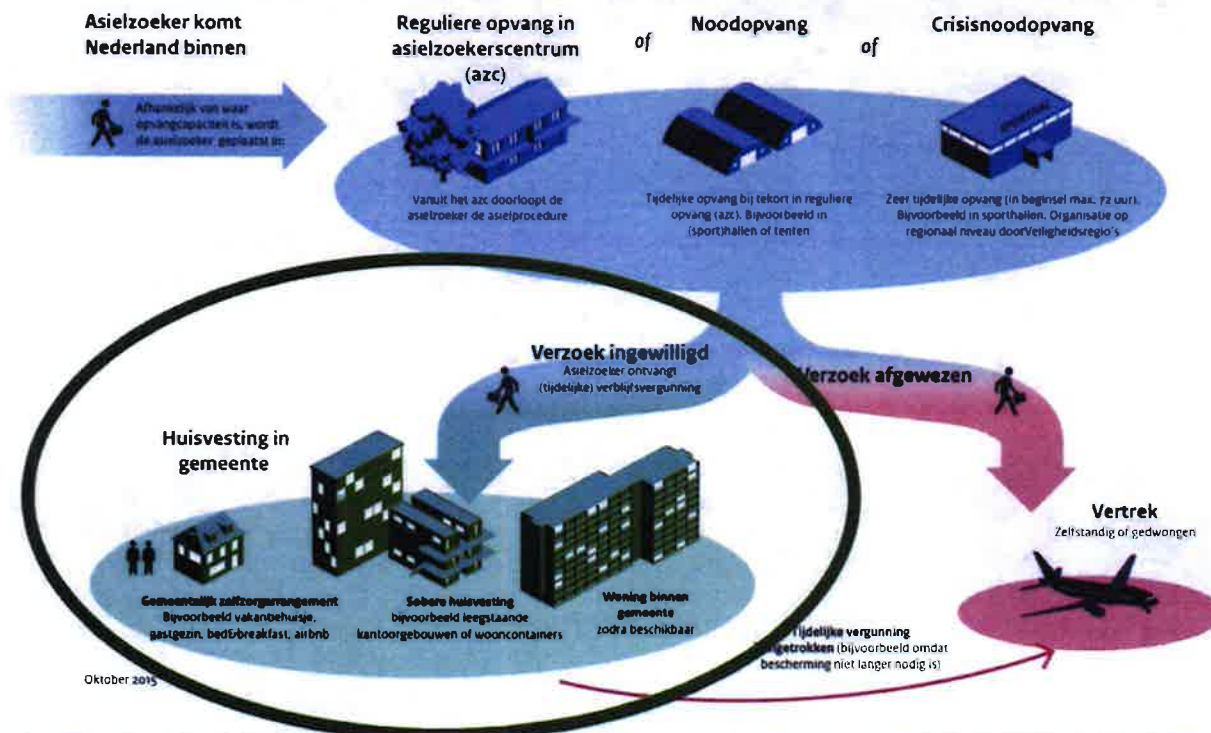 Asielzoeker komt
Nederland binnen
Afhankelijk van waar
opvangcapaciteit is, wordt
de asielzoeker geplaatst in:
Reguliere opvang in
asielzoekerscentrum
(azc)
of
Noodopvang
of
Crisisnoodopvang
Vanuit het azc doorloopt de
asielzoeker de asielprocedure
Tijdelijke opvang bij tekort in reguliere
opvang (azc). Bijvoorbeeld in
(sport)hallen of tenten
Zeer tijdelijke opvang (in beginsel max. 72 uur).
Bijvoorbeeld in sporthallen. Organisatie op
regionaal niveau doorVeiligheidsregio's
Verzoek ingewilligd
Asielzoeker ontvangt
(tijdelijke) verblijfsvergunning
Verzoek afgewezen
Huisvesting in
gemeente
Gemeentelijk zelfzorgarrangement
Bijvoorbeeld vakantiehuisje,
gastgezin, bed&breakfast, airbnb
Sobere huisvesting
bijvoorbeeld leegstaande
kantoorgebouwen of wooncontainers
Woning binnen
gemeente
zodra beschikbaar
Vertrek
Zelfstandig of gedwongen
Tijdelijke vergunning
ngetrokken (bijvoorbeeld omdat
bescherming niet langer nodig is)
Oktober 2015